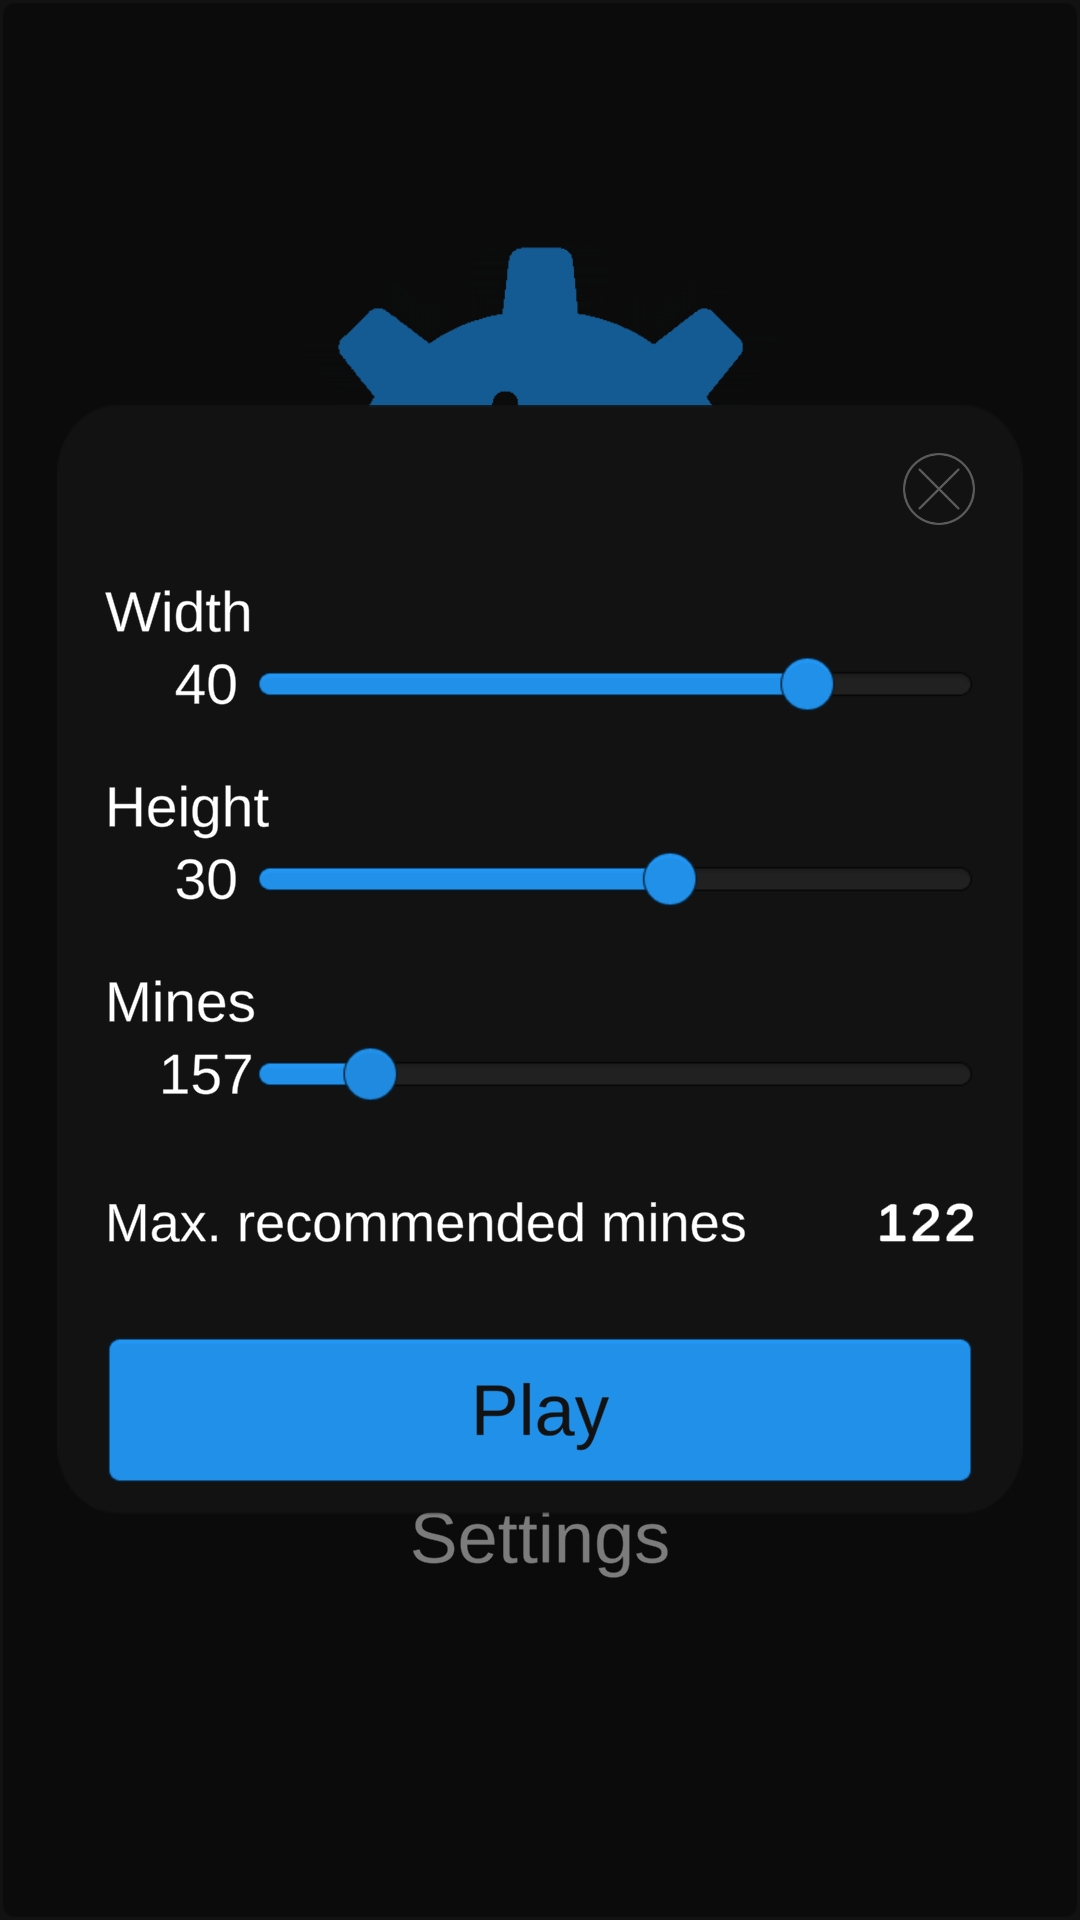 Width
40
Height
30
Mines
157
Max. recommended mines 122
Play
Settings